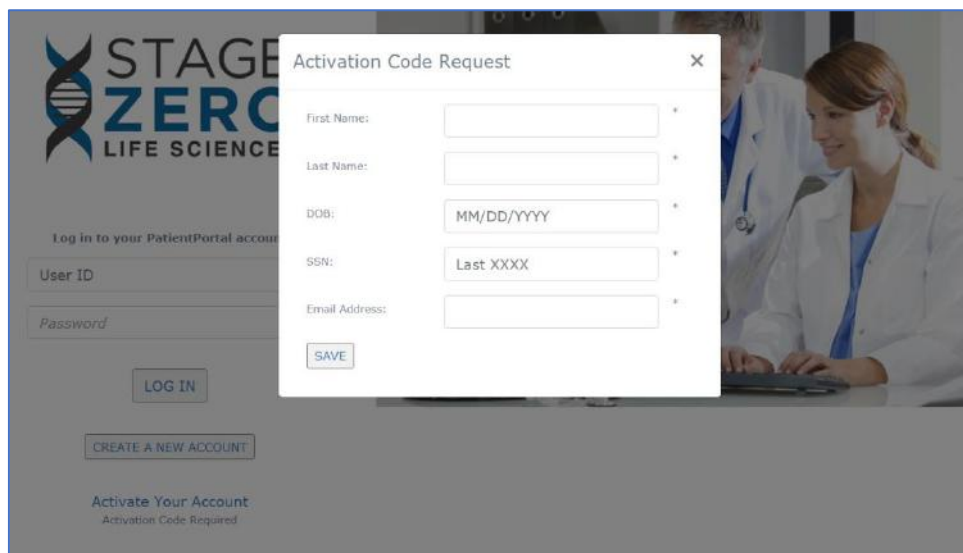 STAGE
ZERO
LIFE SCIENCE
Log in to your PatientPortal accoun
User ID
Password
LOG IN
CREATE A NEW ACCOUNT
Activate Your Account
Activation Code Required
Activation Code Request ×
First Name: *
Last Name: *
DOB: MM/DD/YYYY *
SSN: Last XXXX *
Email Address: *
SAVE